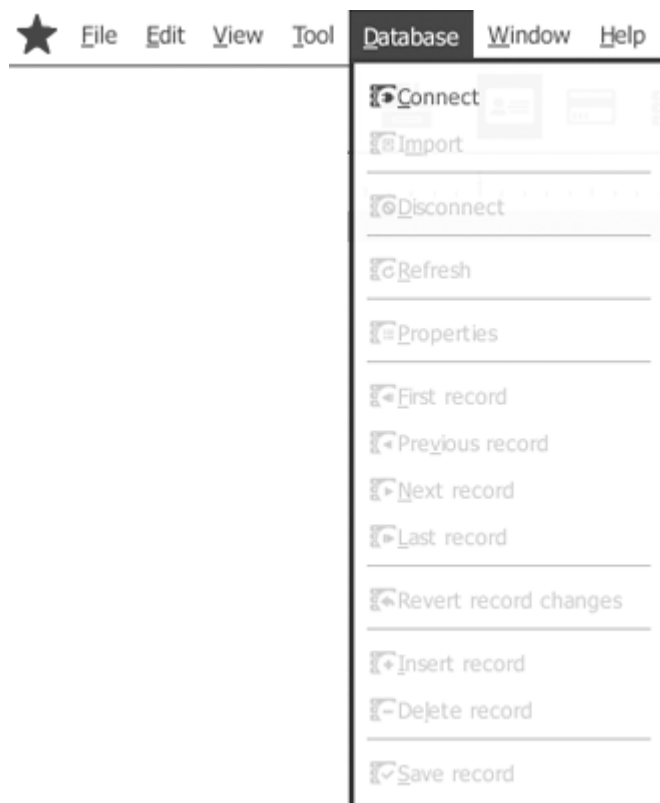 File Edit View Tool Database Window Help
Connect
Import
Disconnect
Refresh
Properties
First record
Previous record
Next record
Last record
Revert record changes
Insert record
Delete record
Save record